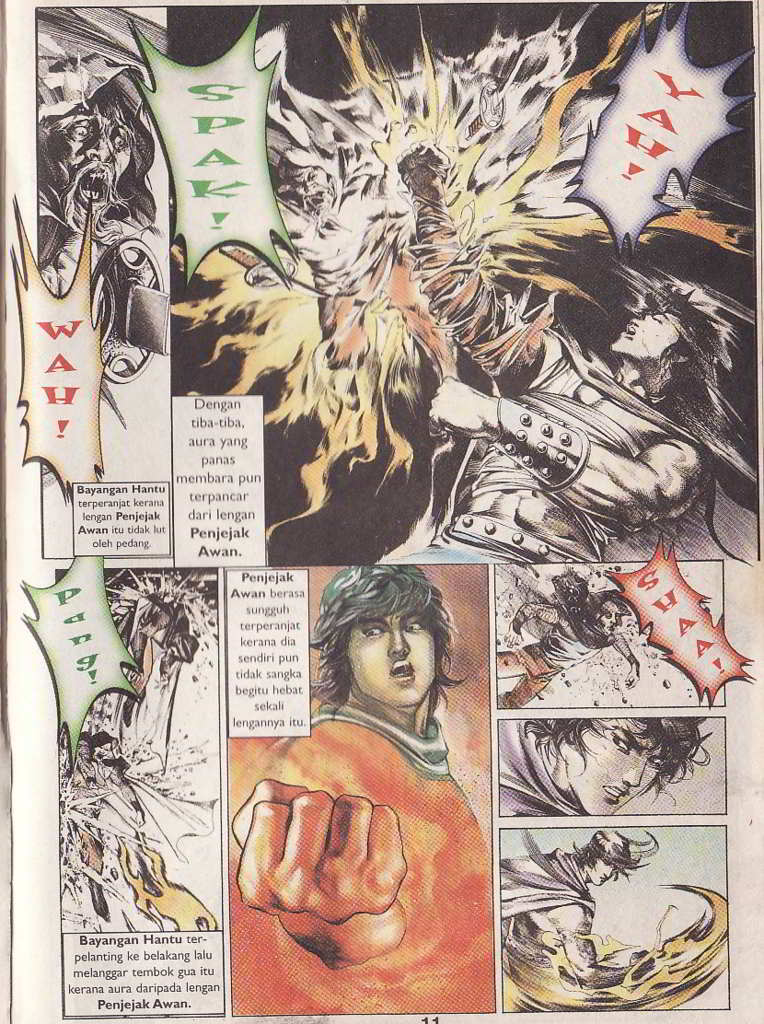 SPAK!
YAH!
WAH!
Bayangan Hantu
terperanjat kerana
lengan Penjejak
Awan itu tidak lut
oleh pedang.
Dengan
tiba-tiba,
aura yang
panas
membara pun
terpancar
dari lengan
Penjejak
Awan.
Pang!
Bayangan Hantu ter-
pelanting ke belakang lalu
melanggar tembok gua itu
kerana aura daripada lengan
Penjejak Awan.
Penjejak
Awan berasa
sungguh
terperanjat
kerana dia
sendiri pun
tidak sangka
begitu hebat
sekali
lengannya itu.
SHAA!
11